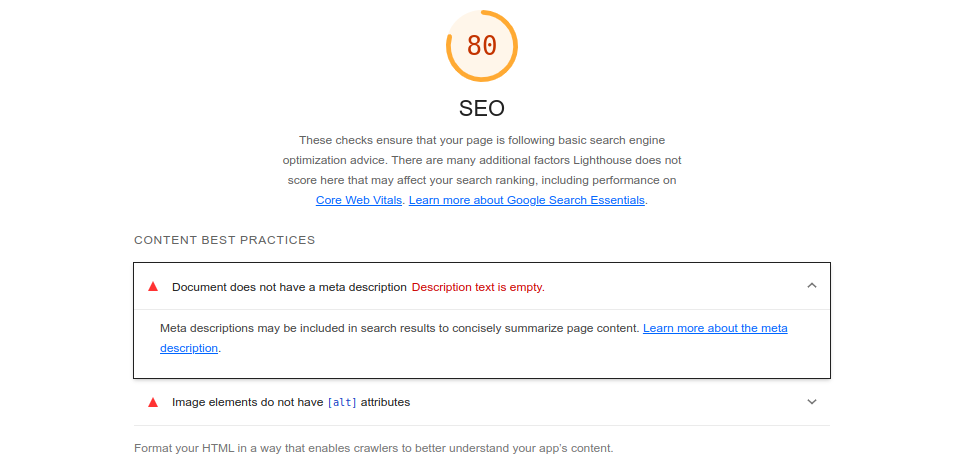 80
SEO
These checks ensure that your page is following basic search engine
optimization advice. There are many additional factors Lighthouse does not
score here that may affect your search ranking, including performance on
Core Web Vitals. Learn more about Google Search Essentials.
CONTENT BEST PRACTICES
Document does not have a meta description Description text is empty.
Meta descriptions may be included in search results to concisely summarize page content. Learn more about the meta
description.
Image elements do not have [alt] attributes
Format your HTML in a way that enables crawlers to better understand your app's content.